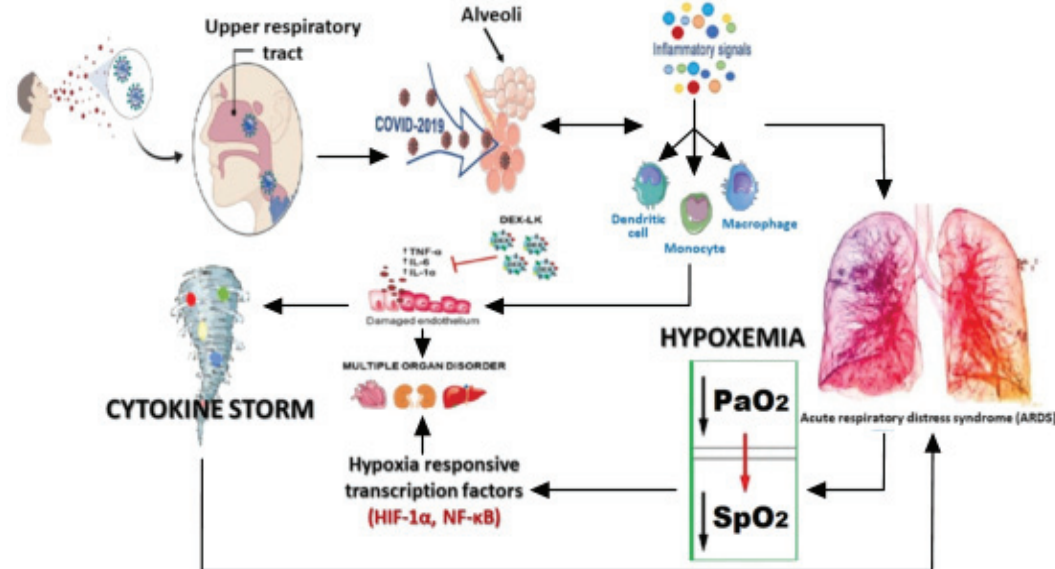 Upper respiratory
tract
Alveoli
Inflammatory signals
COVID-2019
Dendritic
cell
Monocyte
Macrophage
DEX-LK
↑TNF-α
↑IL-6
↑IL-1α
Damaged endothelium
MULTIPLE ORGAN DISORDER
CYTOKINE STORM
HYPOXEMIA
PaO2
SpO2
Acute respiratory distress syndrome (ARDS)
Hypoxia responsive
transcription factors
(HIF-1α, NF-κB)